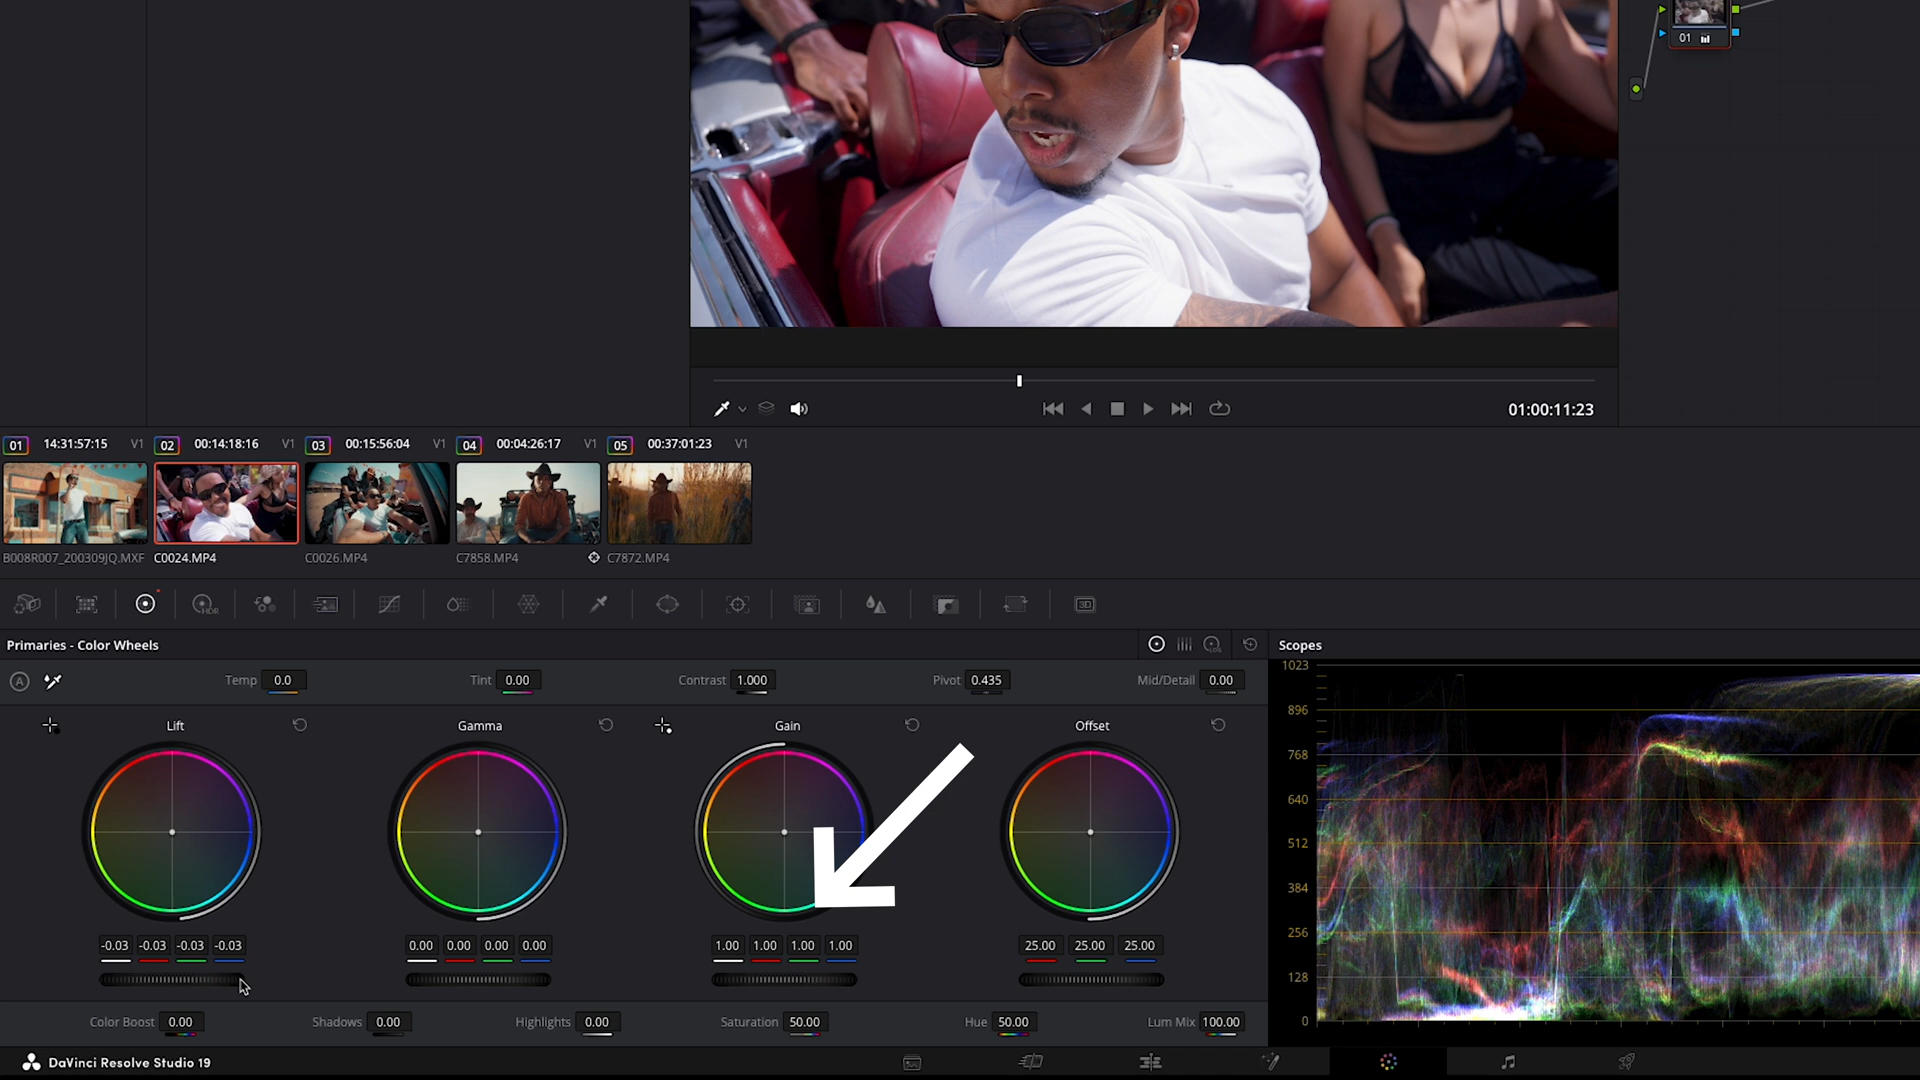 01
01:00:11:23
01 14:31:57:15 V1 02 00:14:18:16 V1 03 00:15:56:04 V1 04 00:04:26:17 V1 05 00:37:01:23 V1
B008R007_200309JQ.MXF C0024.MP4 C0026.MP4 C7858.MP4 C7872.MP4
HDR 3D
Primaries - Color Wheels LOG Scopes
A Temp 0.0 Tint 0.00 Contrast 1.000 Pivot 0.435 Mid/Detail 0.00
Lift Gamma Gain Offset
-0.03 -0.03 -0.03 -0.03 0.00 0.00 0.00 0.00 1.00 1.00 1.00 1.00 25.00 25.00 25.00
Color Boost 0.00 Shadows 0.00 Highlights 0.00 Saturation 50.00 Hue 50.00 Lum Mix 100.00
1023
896
768
640
512
384
256
128
0
DaVinci Resolve Studio 19